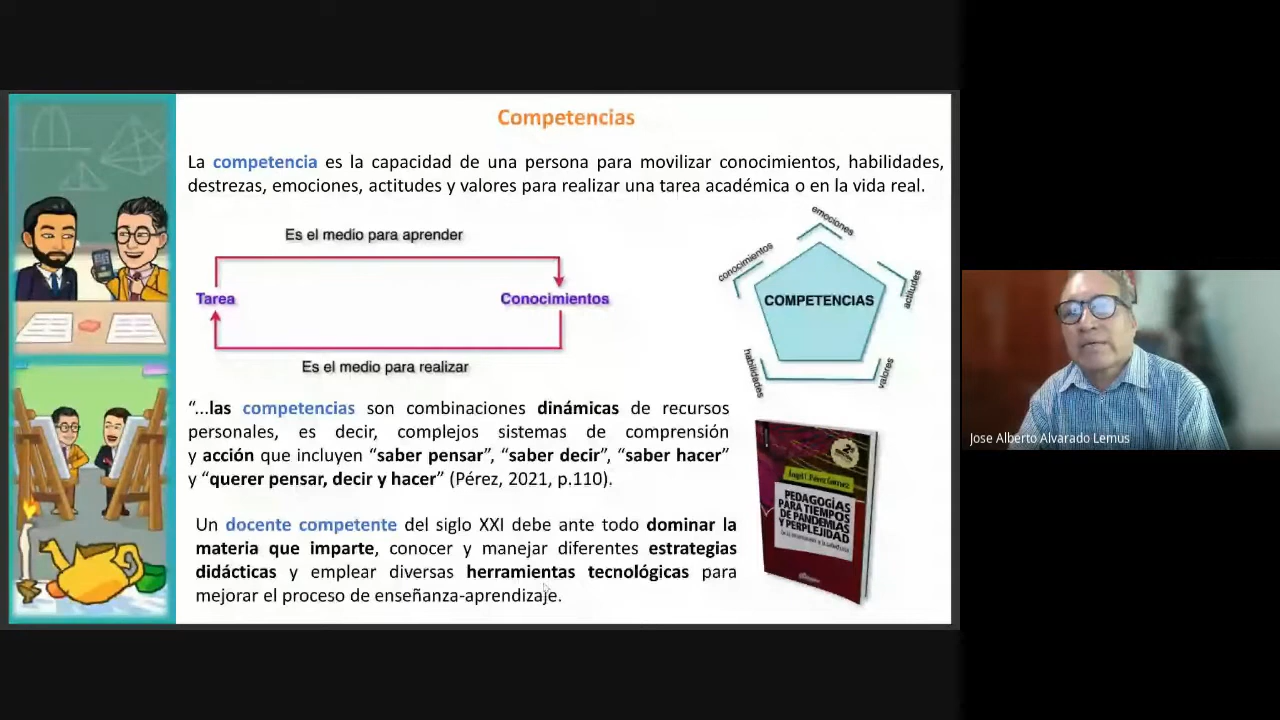 Competencias
La competencia es la capacidad de una persona para movilizar conocimientos, habilidades,
destrezas, emociones, actitudes y valores para realizar una tarea académica o en la vida real.
Es el medio para aprender
Tarea
Conocimientos
Es el medio para realizar
emociones
conocimientos
actitudes
COMPETENCIAS
habilidades
valores
“...las competencias son combinaciones dinámicas de recursos
personales, es decir, complejos sistemas de comprensión
y acción que incluyen “saber pensar”, “saber decir”, “saber hacer”
y “querer pensar, decir y hacer” (Pérez, 2021, p.110).
Un docente competente del siglo XXI debe ante todo dominar la
materia que imparte, conocer y manejar diferentes estrategias
didácticas y emplear diversas herramientas tecnológicas para
mejorar el proceso de enseñanza-aprendizaje.
PEDAGOGÍAS
PARA TIEMPOS
DE PANDEMIAS
Y PERPLEJIDAD
Jose Alberto Alvarado Lemus